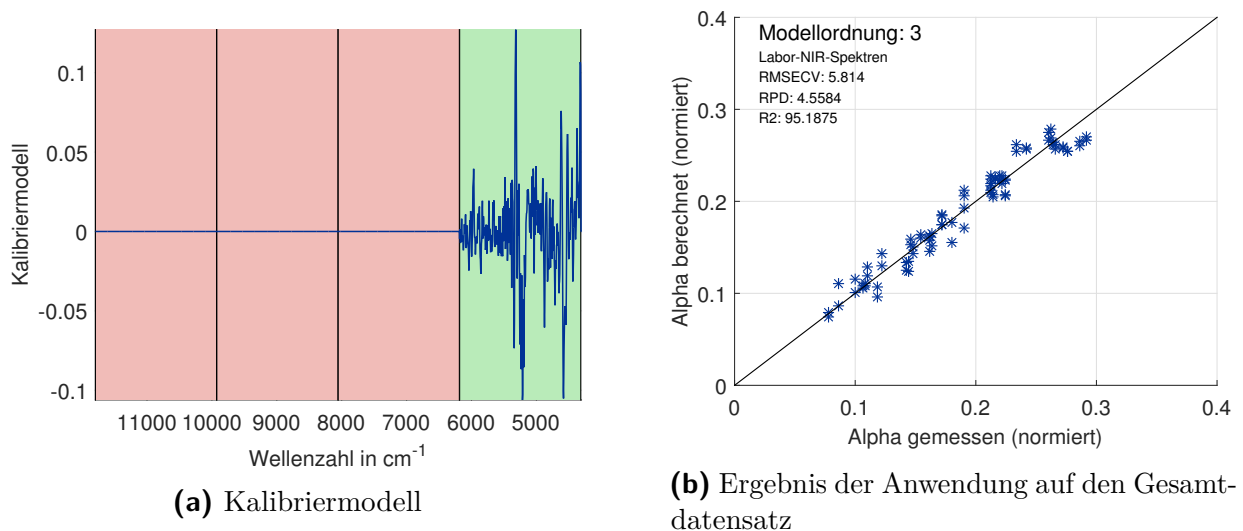 0.1
0.05
0
-0.05
-0.1
Kalibriermodell
11000 10000 9000 8000 7000 6000 5000
Wellenzahl in cm⁻¹
(a) Kalibriermodell
Modellordnung: 3
Labor-NIR-Spektren
RMSECV: 5.814
RPD: 4.5584
R2: 95.1875
0.4
0.3
0.2
0.1
0
Alpha berechnet (normiert)
0 0.1 0.2 0.3 0.4
Alpha gemessen (normiert)
(b) Ergebnis der Anwendung auf den Gesamt-
datensatz